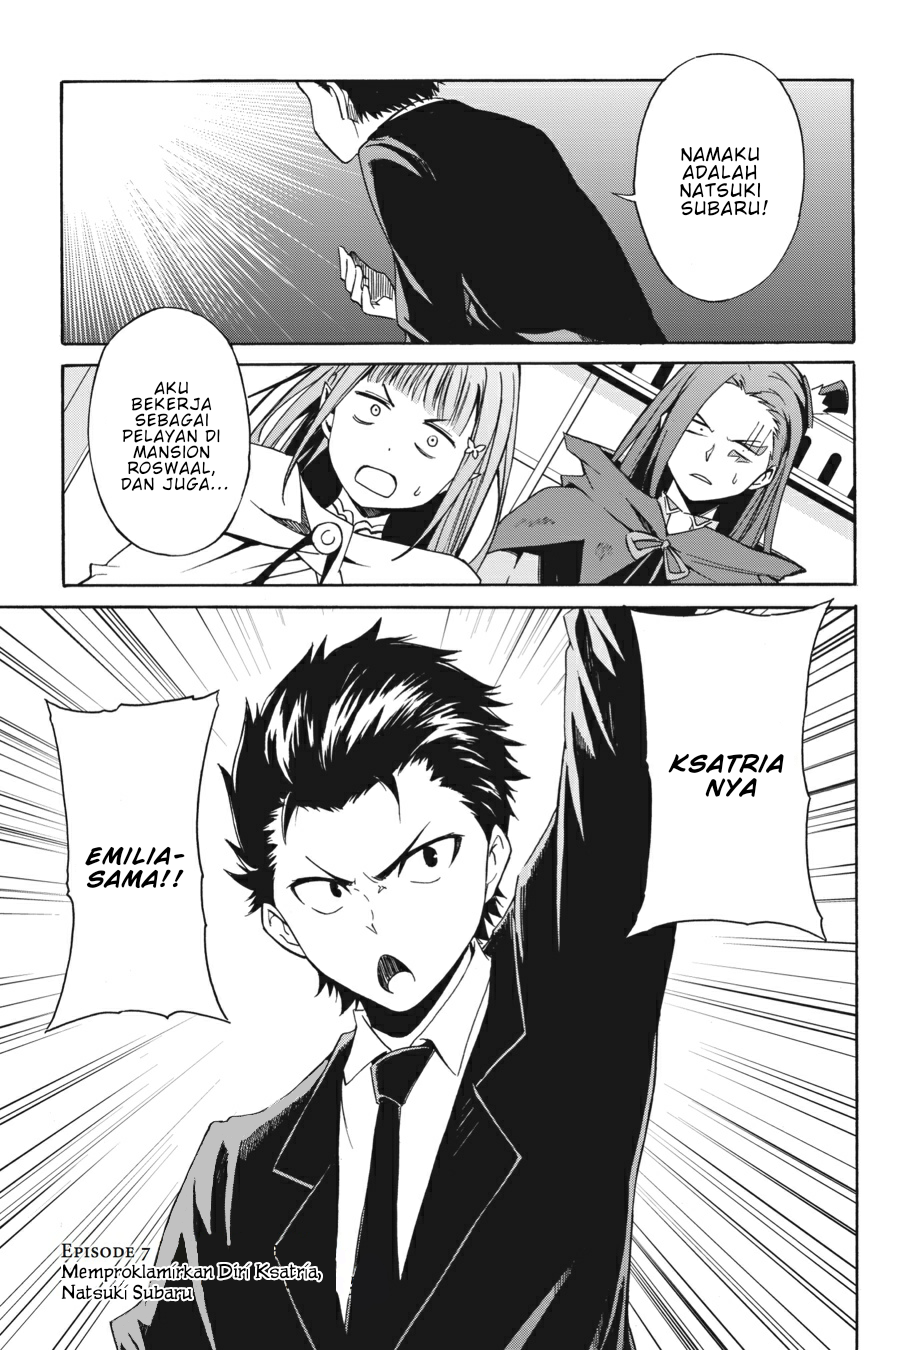 NAMAKU
ADALAH
NATSUKI
SUBARU!
AKU
BEKERJA
SEBAGAI
PELAYAN DI
MANSION
ROSWAAL,
DAN JUGA...
KSATRIA
NYA
EMILIA-
SAMA!!
EPISODE 7
Memproklamirkan Diri Ksatria,
Natsuki Subaru